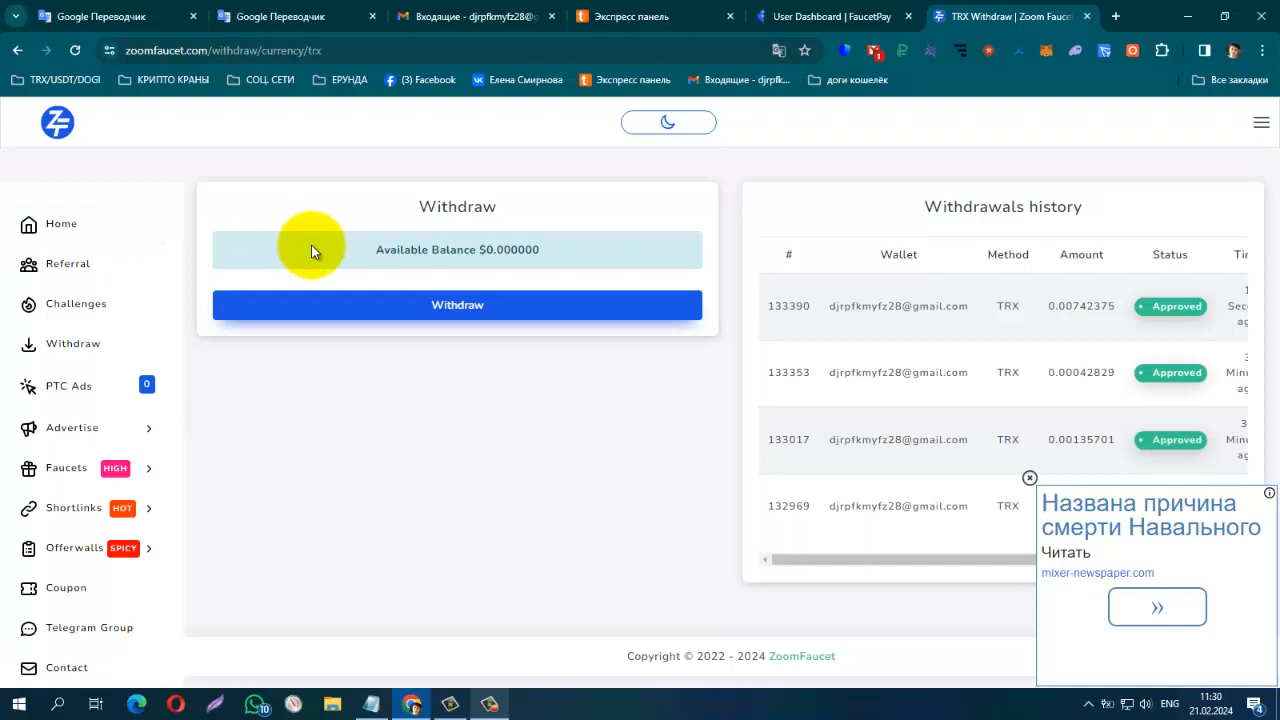 Google Переводчик
Google Переводчик
Входящие - djrpfkmyfz28@
Экспресс панель
User Dashboard | FaucetPay
TRX Withdraw | Zoom Fauce
zoomfaucet.com/withdraw/currency/trx
1
TRX/USDT/DOGI
КРИПТО КРАНЫ
СОЦ. СЕТИ
ЕРУНДА
(3) Facebook
Елена Смирнова
Экспресс панель
Входящие - djrpfk...
доги кошелёк
Все закладки
Home
Referral
Challenges
Withdraw
PTC Ads 0
Advertise
Faucets HIGH
Shortlinks HOT
Offerwalls SPICY
Coupon
Telegram Group
Contact
Withdraw
Available Balance $0.000000
Withdraw
Withdrawals history
# Wallet Method Amount Status
133390 djrpfkmyfz28@gmail.com TRX 0.00742375 Approved
133353 djrpfkmyfz28@gmail.com TRX 0.00042829 Approved
133017 djrpfkmyfz28@gmail.com TRX 0.00135701 Approved
132969 djrpfkmyfz28@gmail.com TRX
Названа причина
смерти Навального
Читать
mixer-newspaper.com
Copyright © 2022 - 2024 ZoomFaucet
10
ENG
11:30
21.02.2024
4